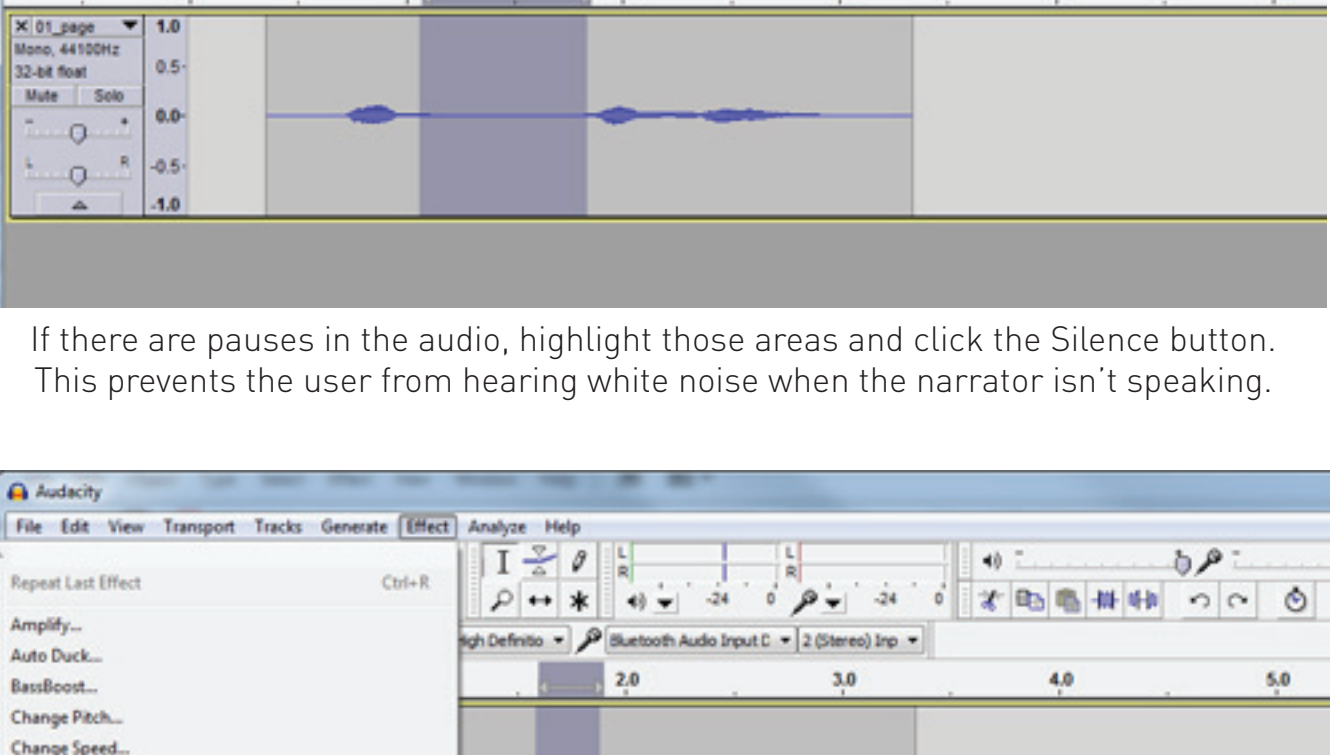 01_page 1.0
Mono, 44100Hz
32-bit float 0.5-
Mute Solo
- + 0.0-
L R -0.5-
-1.0
If there are pauses in the audio, highlight those areas and click the Silence button.
This prevents the user from hearing white noise when the narrator isn't speaking.
Audacity
File Edit View Transport Tracks Generate Effect Analyze Help
Repeat Last Effect Ctrl+R
L R L R
-24 0 -24 0
Amplify...
igh Definitio Bluetooth Audio Input D 2 (Stereo) Inp
Auto Duck...
BassBoost...
2.0 3.0 4.0 5.0
Change Pitch...
Change Speed...